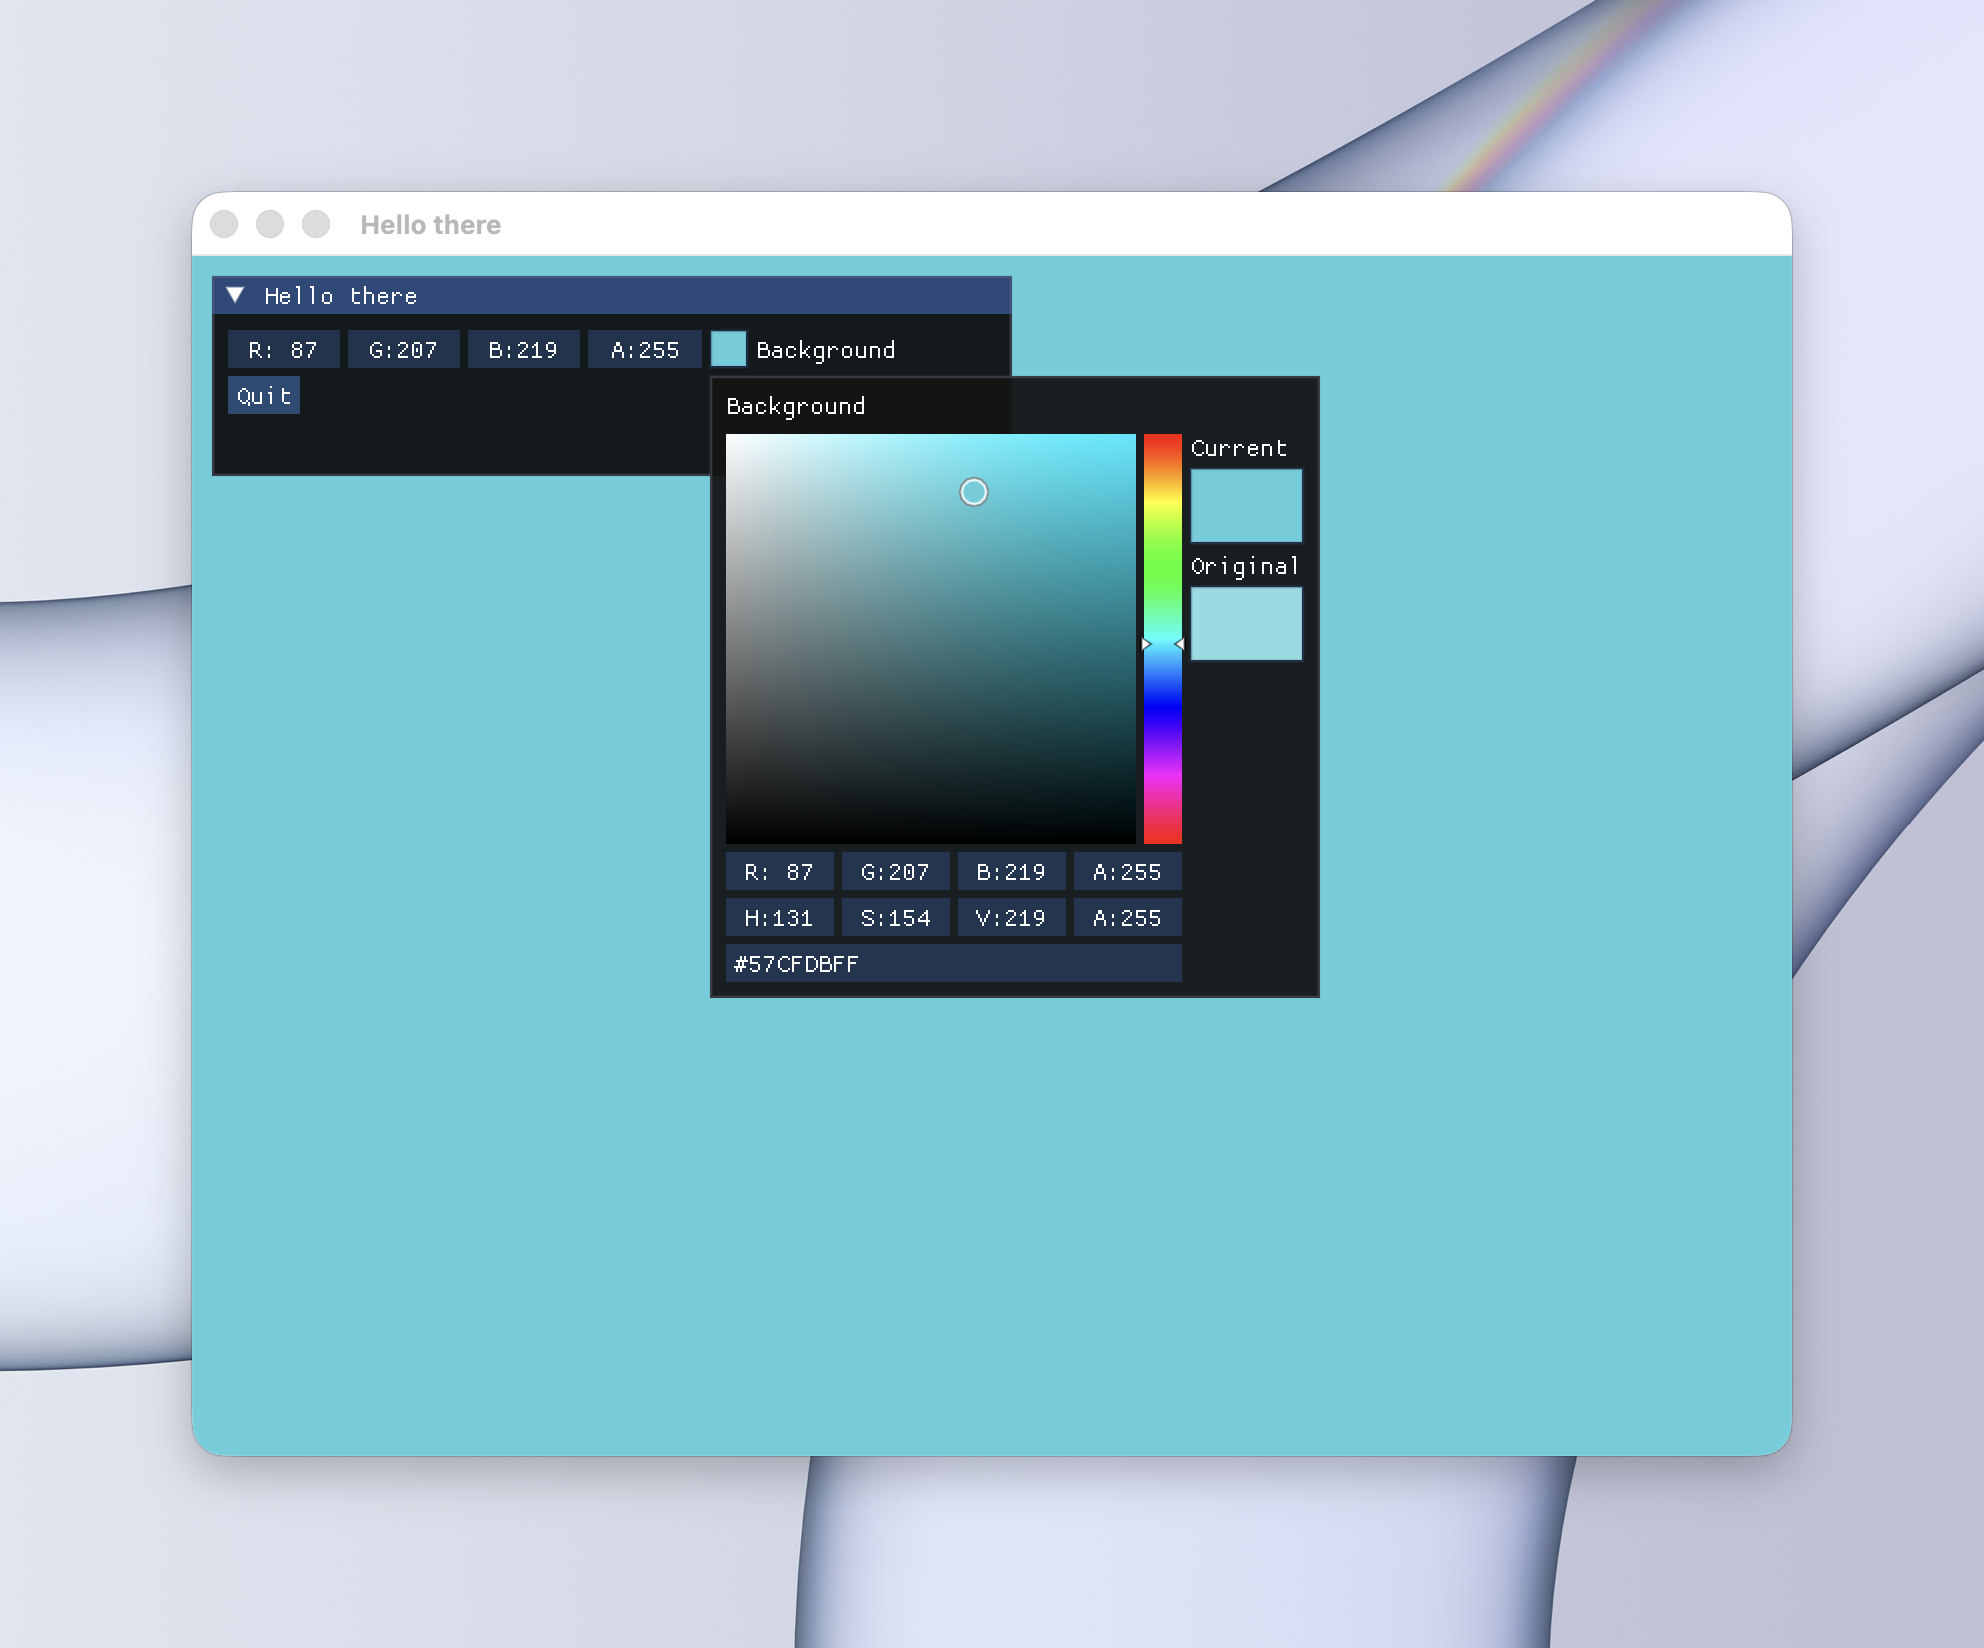 Hello there
Hello there
R: 87 G:207 B:219 A:255 Background
Quit
Background
Current
Original
R: 87 G:207 B:219 A:255
H:131 S:154 V:219 A:255
#57CFDBFF